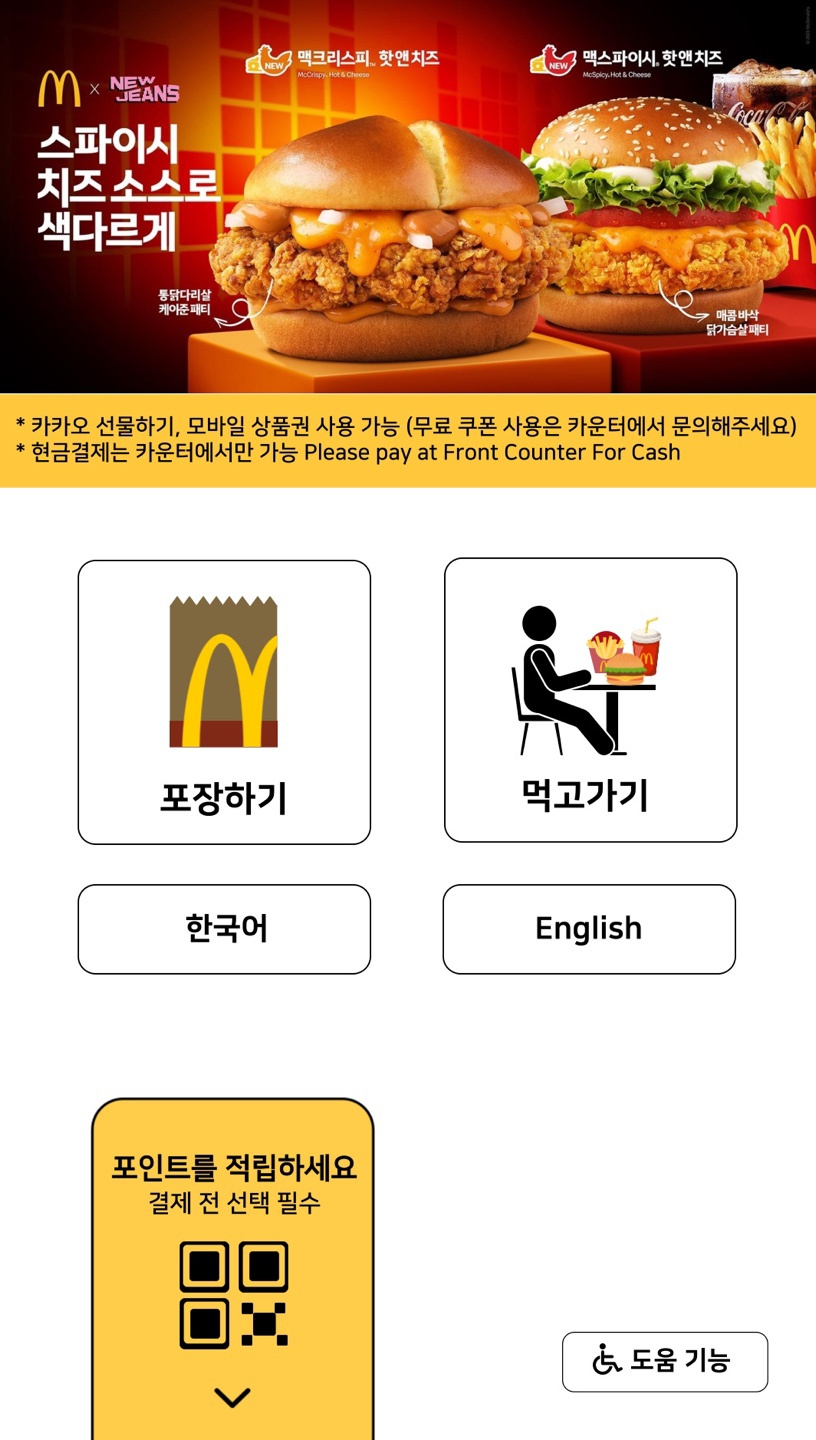 NEW
맥크리스피™ 핫앤치즈
McCrispy® Hot & Cheese
NEW
맥스파이시® 핫앤치즈
McSpicy® Hot & Cheese
x NEW JEANS
스파이시
치즈 소스로
색다르게
Coca-Cola
통닭다리살
케이준 패티
매콤 바삭
닭가슴살 패티
* 카카오 선물하기, 모바일 상품권 사용 가능 (무료 쿠폰 사용은 카운터에서 문의해주세요)
* 현금결제는 카운터에서만 가능 Please pay at Front Counter For Cash
포장하기
먹고가기
한국어
English
포인트를 적립하세요
결제 전 선택 필수
도움 기능